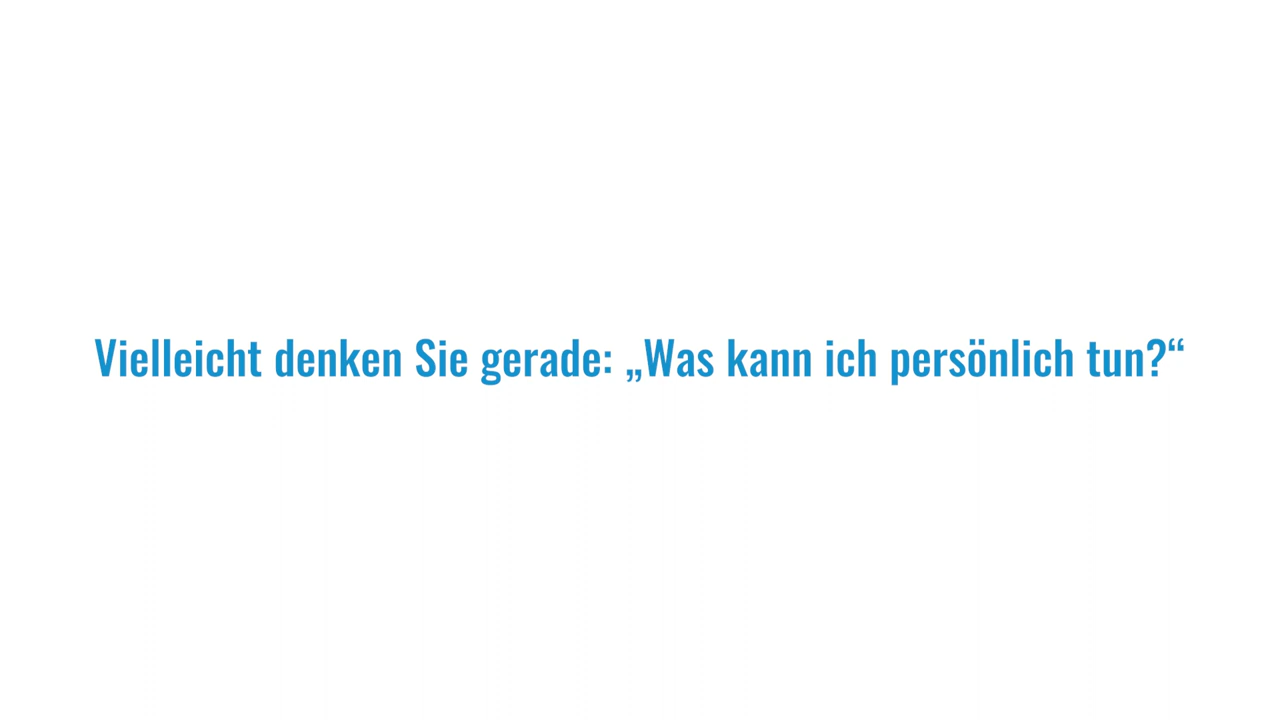 Vielleicht denken Sie gerade: „Was kann ich persönlich tun?“